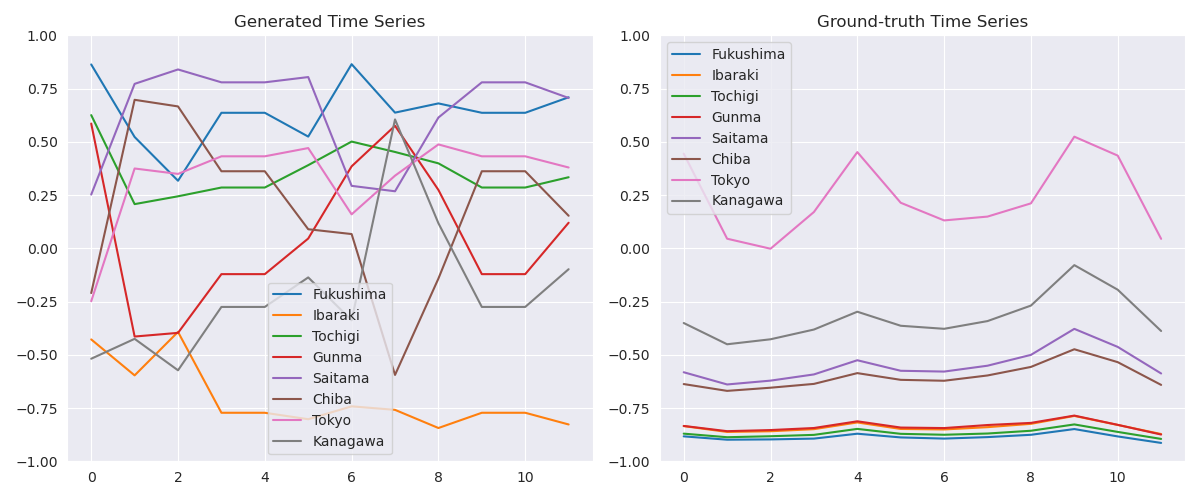 Generated Time Series
1.00
0.75
0.50
0.25
0.00
−0.25
−0.50
−0.75
−1.00
0 2 4 6 8 10
Fukushima
Ibaraki
Tochigi
Gunma
Saitama
Chiba
Tokyo
Kanagawa
Ground-truth Time Series
1.00
0.75
0.50
0.25
0.00
−0.25
−0.50
−0.75
−1.00
0 2 4 6 8 10
Fukushima
Ibaraki
Tochigi
Gunma
Saitama
Chiba
Tokyo
Kanagawa